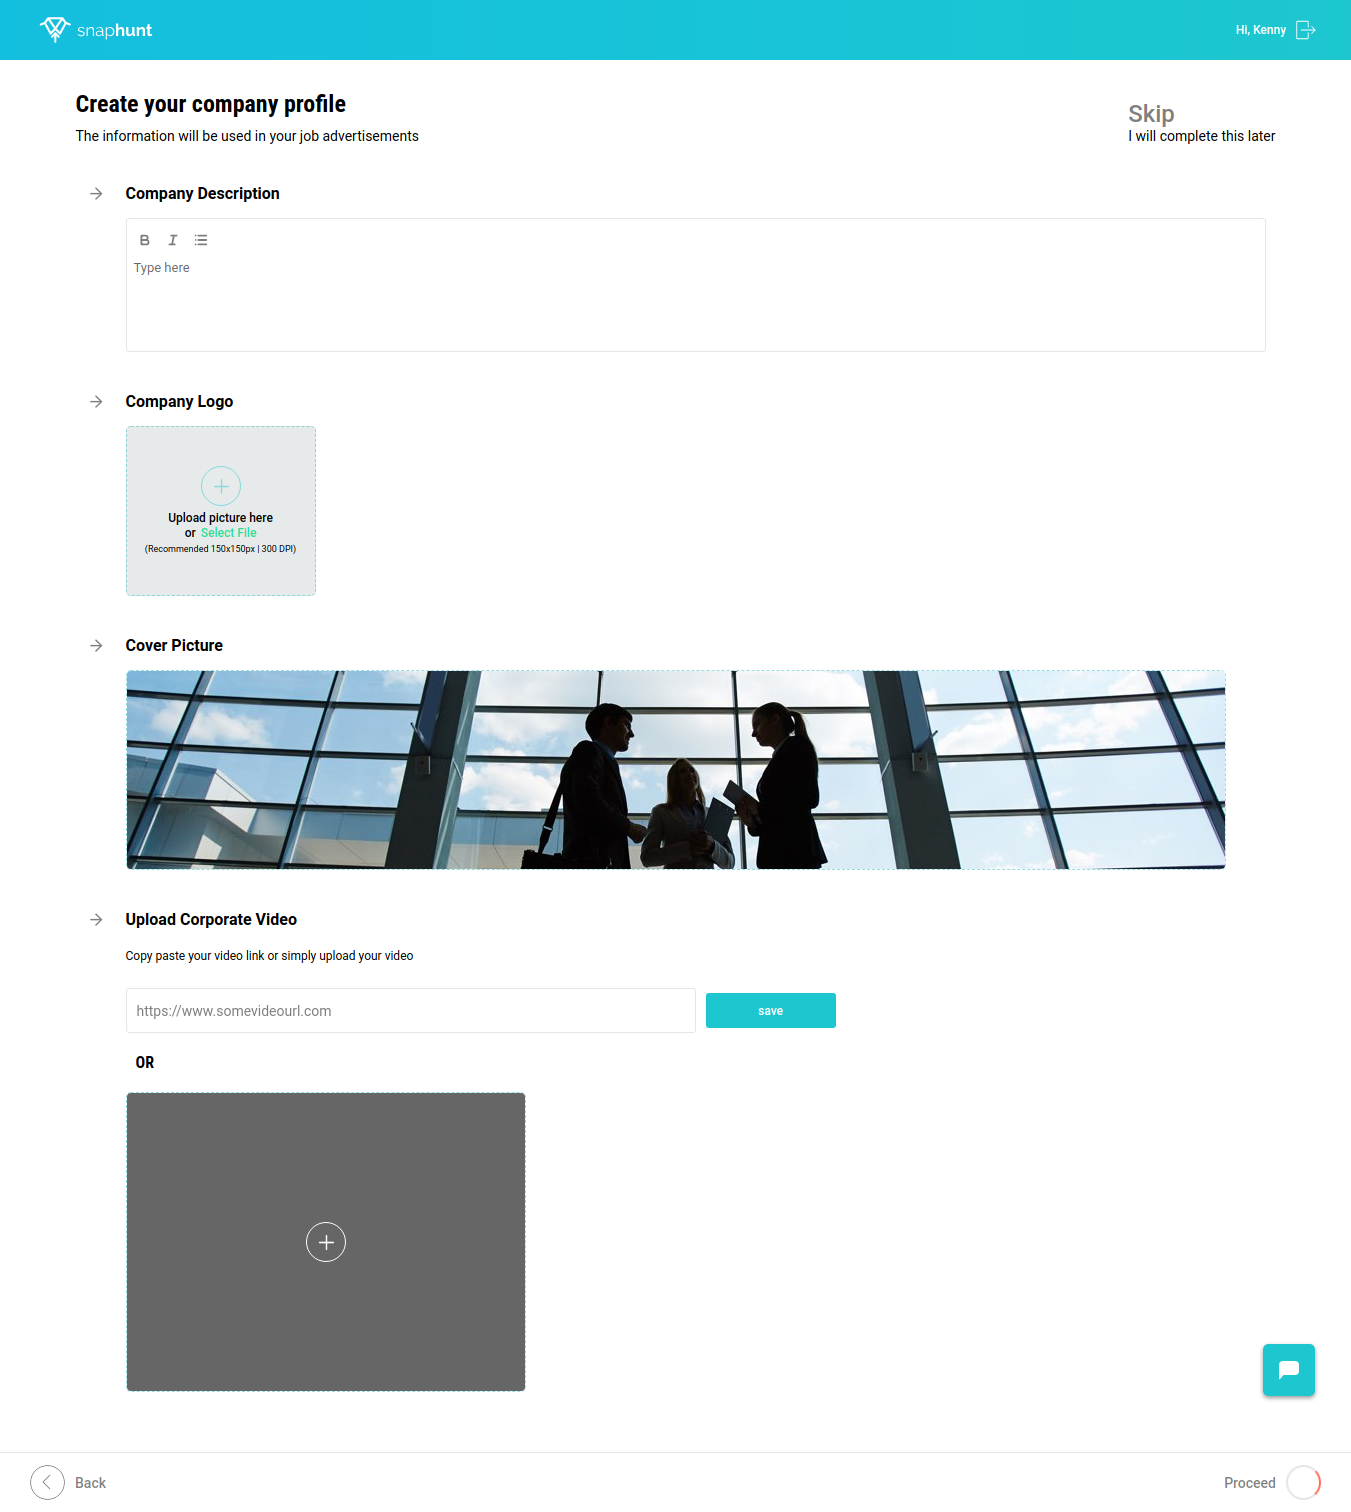 snaphunt
Hi, Kenny
Create your company profile
The information will be used in your job advertisements
Skip
I will complete this later
Company Description
B I
Type here
Company Logo
Upload picture here
or Select File
(Recommended 150x150px | 300 DPI)
Cover Picture
Upload Corporate Video
Copy paste your video link or simply upload your video
https://www.somevideourl.com
save
OR
Back
Proceed